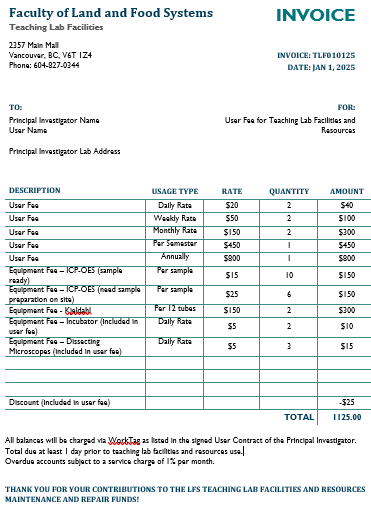 Faculty of Land and Food Systems
INVOICE
Teaching Lab Facilities
2357 Main Mall
Vancouver, BC, V6T 1Z4
Phone: 604-827-0344
INVOICE: TLF010125
DATE: JAN 1, 2025
TO:
FOR:
Principal Investigator Name
User Name
User Fee for Teaching Lab Facilities and
Resources
Principal Investigator Lab Address
DESCRIPTION USAGE TYPE RATE QUANTITY AMOUNT
User Fee Daily Rate $20 2 $40
User Fee Weekly Rate $50 2 $100
User Fee Monthly Rate $150 2 $300
User Fee Per Semester $450 1 $450
User Fee Annually $800 1 $800
Equipment Fee – ICP-OES (sample
ready) Per sample $15 10 $150
Equipment Fee – ICP-OES (need sample
preparation on site) Per sample $25 6 $150
Equipment Fee - Kjeldahl Per 12 tubes $150 2 $300
Equipment Fee – Incubator (included in
user fee) Daily Rate $5 2 $10
Equipment Fee – Dissecting
Microscopes (included in user fee) Daily Rate $5 3 $15
Discount (included in user fee) -$25
TOTAL 1125.00
All balances will be charged via WorkTag as listed in the signed User Contract of the Principal Investigator.
Total due at least 1 day prior to teaching lab facilities and resources use.
Overdue accounts subject to a service charge of 1% per month.
THANK YOU FOR YOUR CONTRIBUTIONS TO THE LFS TEACHING LAB FACILITIES AND RESOURCES
MAINTENANCE AND REPAIR FUNDS!